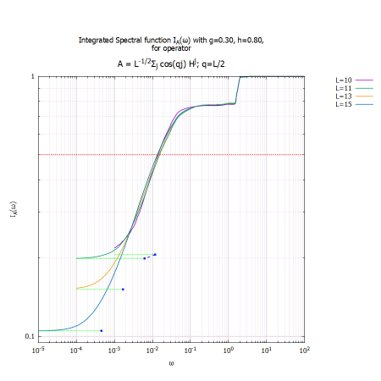 Integrated Spectral function I_A(ω) with g=0.30, h=0.80,
for operator
A = L^-1/2 Σ_j cos(qj) H^j; q=L/2
L=10
L=11
L=13
L=15
1
I_A(ω)
0.1
10^-5 10^-4 10^-3 10^-2 10^-1 10^0 10^1 10^2
ω